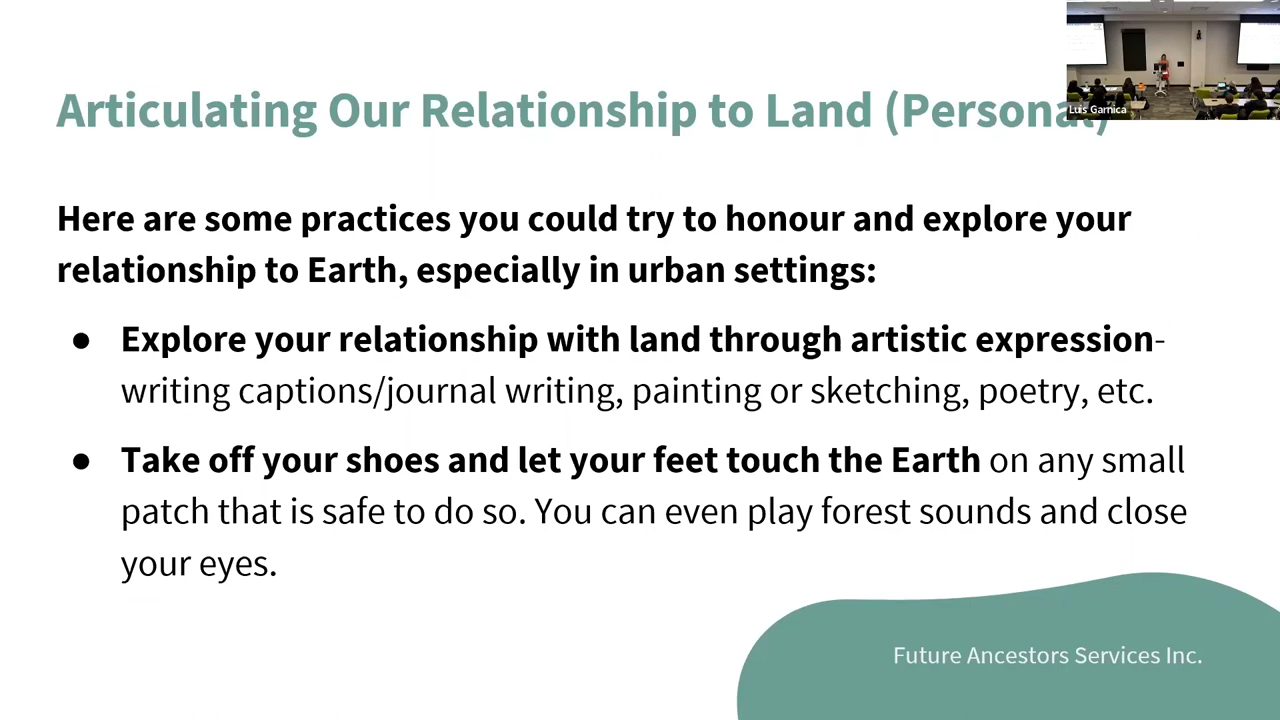 Articulating Our Relationship to Land (Personal)
Luis Garnica
Here are some practices you could try to honour and explore your
relationship to Earth, especially in urban settings:
● Explore your relationship with land through artistic expression-
writing captions/journal writing, painting or sketching, poetry, etc.
● Take off your shoes and let your feet touch the Earth on any small
patch that is safe to do so. You can even play forest sounds and close
your eyes.
Future Ancestors Services Inc.